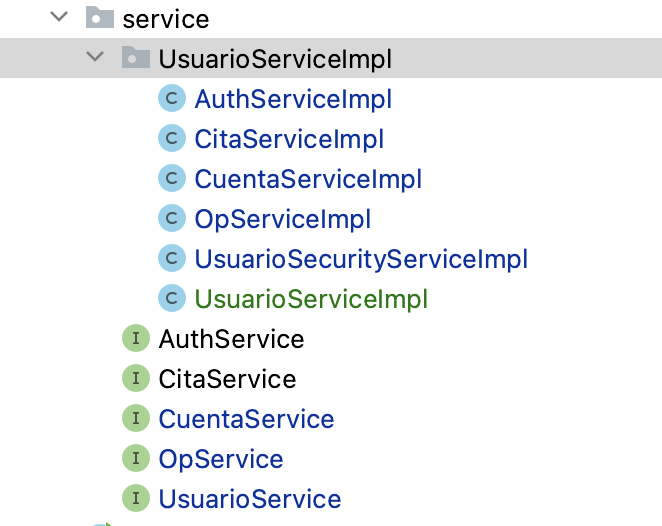 service
UsuarioServiceImpl
C AuthServiceImpl
C CitaServiceImpl
C CuentaServiceImpl
C OpServiceImpl
C UsuarioSecurityServiceImpl
C UsuarioServiceImpl
I AuthService
I CitaService
I CuentaService
I OpService
I UsuarioService